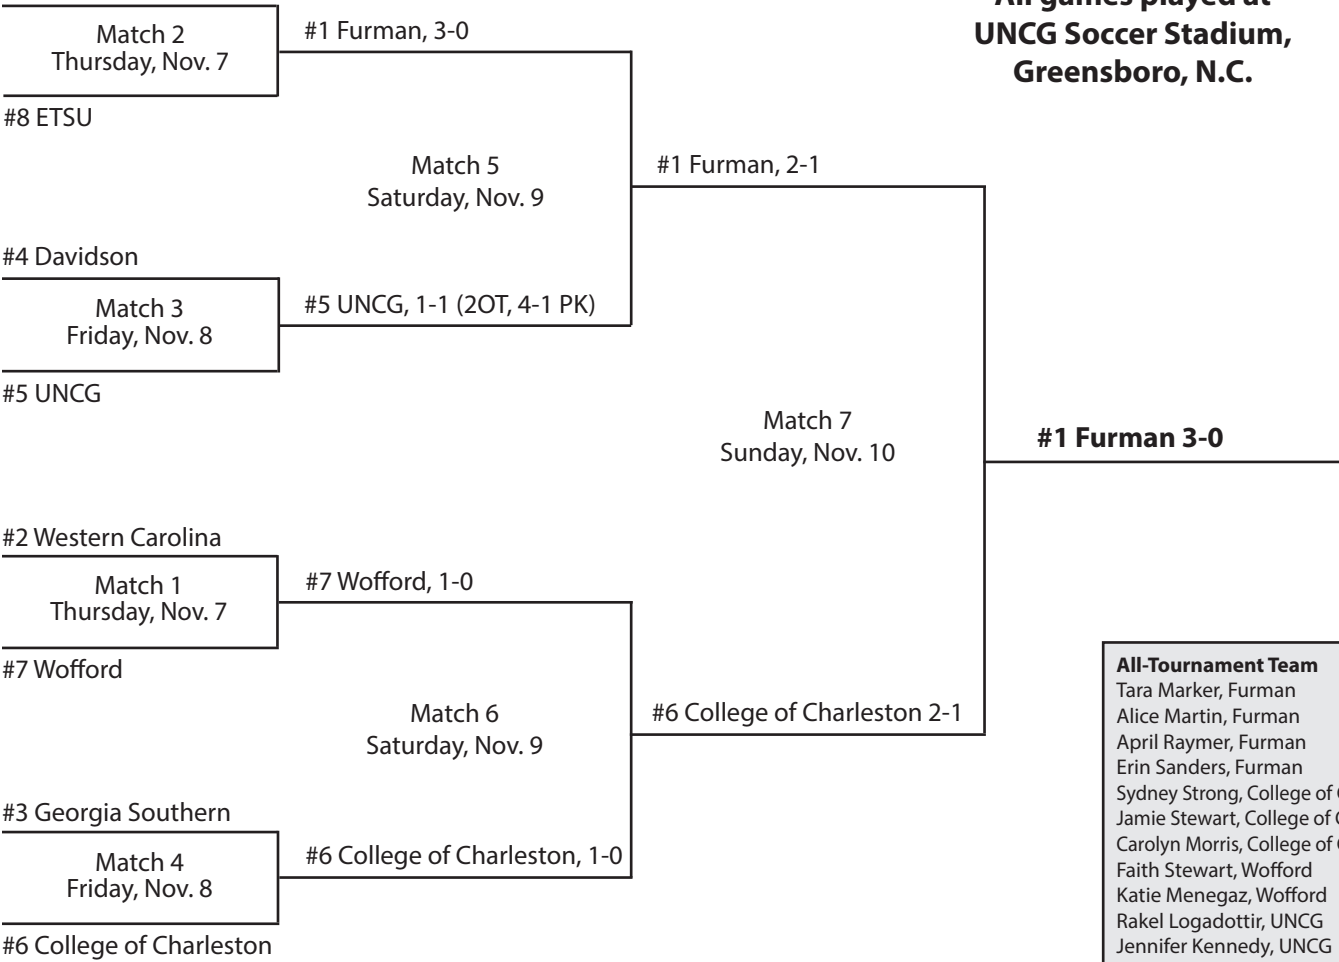 All games played at
UNCG Soccer Stadium,
Greensboro, N.C.
Match 2
Thursday, Nov. 7
#1 Furman, 3-0
#8 ETSU
Match 5
Saturday, Nov. 9
#1 Furman, 2-1
#4 Davidson
Match 3
Friday, Nov. 8
#5 UNCG, 1-1 (2OT, 4-1 PK)
#5 UNCG
Match 7
Sunday, Nov. 10
#1 Furman 3-0
#2 Western Carolina
Match 1
Thursday, Nov. 7
#7 Wofford, 1-0
#7 Wofford
Match 6
Saturday, Nov. 9
#6 College of Charleston 2-1
#3 Georgia Southern
Match 4
Friday, Nov. 8
#6 College of Charleston, 1-0
#6 College of Charleston
All-Tournament Team
Tara Marker, Furman
Alice Martin, Furman
April Raymer, Furman
Erin Sanders, Furman
Sydney Strong, College of
Jamie Stewart, College of
Carolyn Morris, College of
Faith Stewart, Wofford
Katie Menegaz, Wofford
Rakel Logadottir, UNCG
Jennifer Kennedy, UNCG